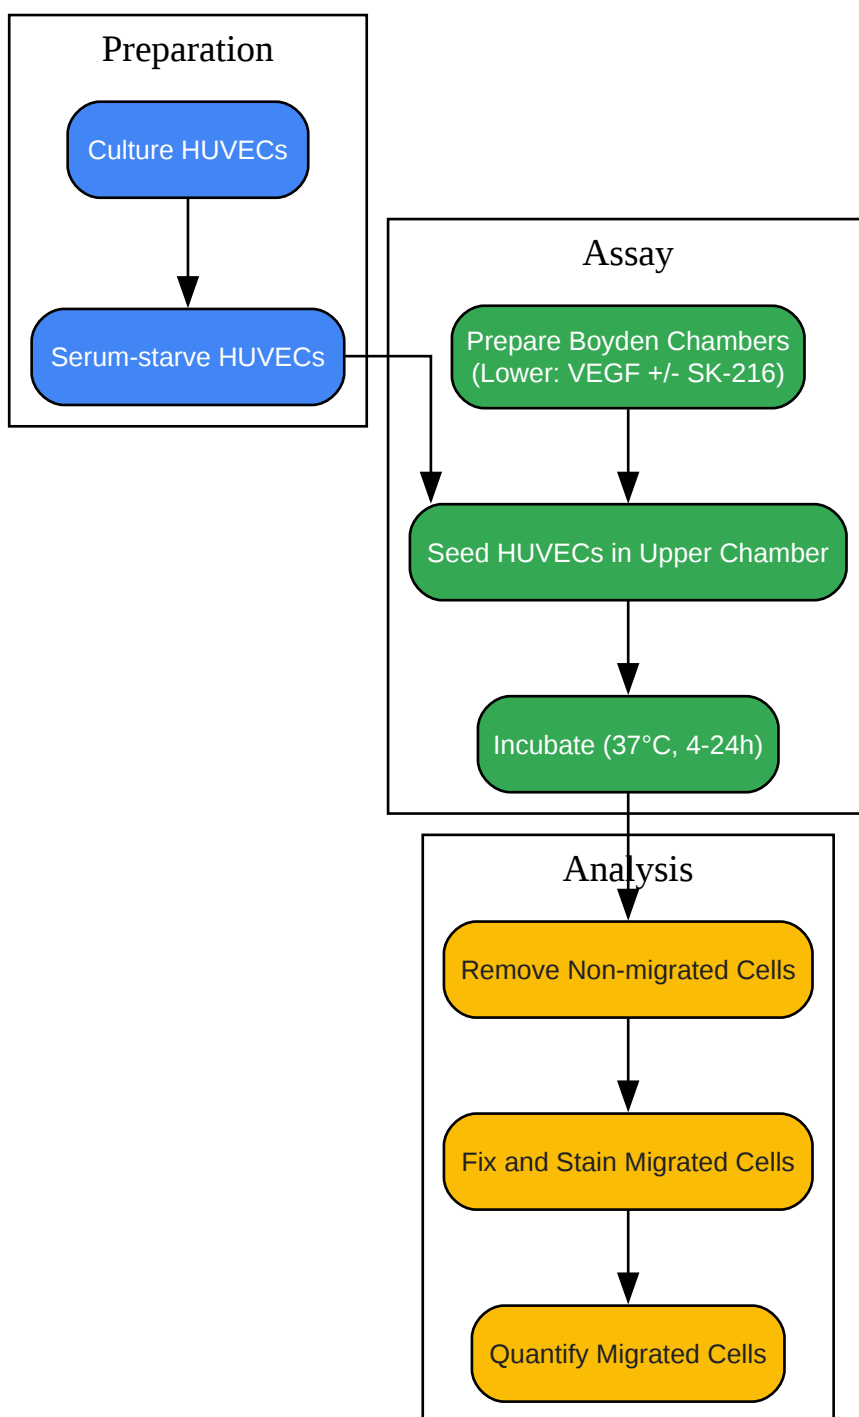 Preparation
Culture HUVECs
Serum-starve HUVECs
Assay
Prepare Boyden Chambers
(Lower: VEGF +/- SK-216)
Seed HUVECs in Upper Chamber
Incubate (37°C, 4-24h)
Analysis
Remove Non-migrated Cells
Fix and Stain Migrated Cells
Quantify Migrated Cells